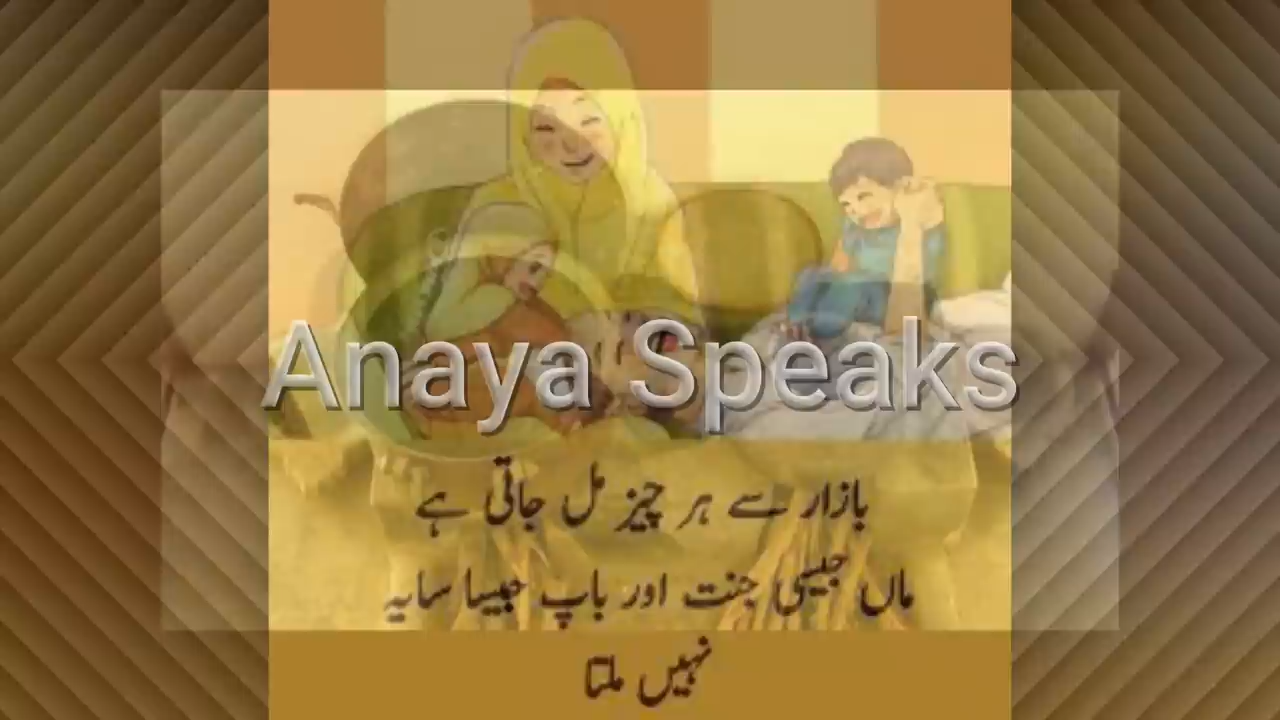 Anaya Speaks
بازار سے ہر چیز مل جاتی ہے
ماں جیسی جنت اور باپ جیسا سایہ
نہیں ملتا